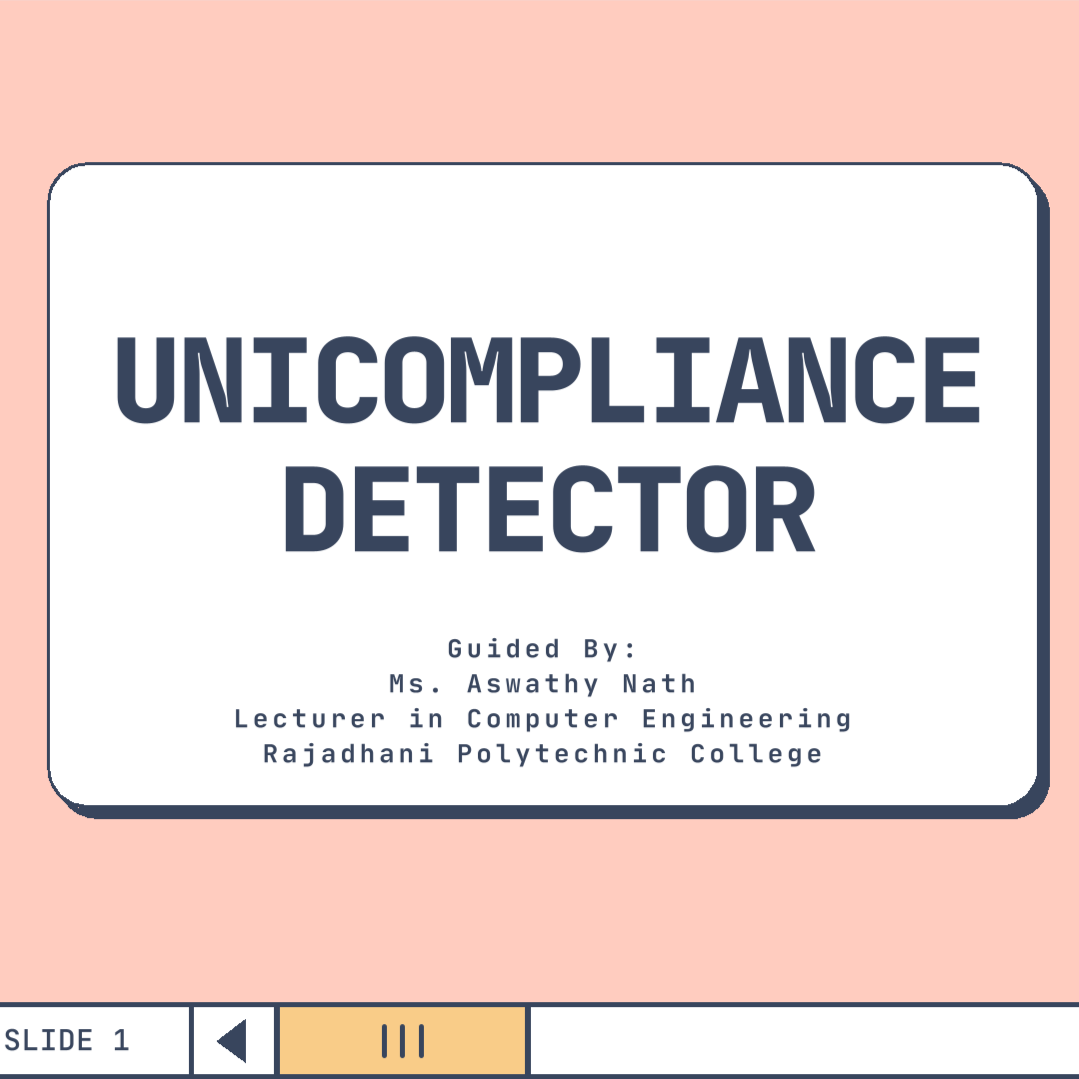 UNICOMPLIANCE
DETECTOR
Guided By:
Ms. Aswathy Nath
Lecturer in Computer Engineering
Rajadhani Polytechnic College
SLIDE 1